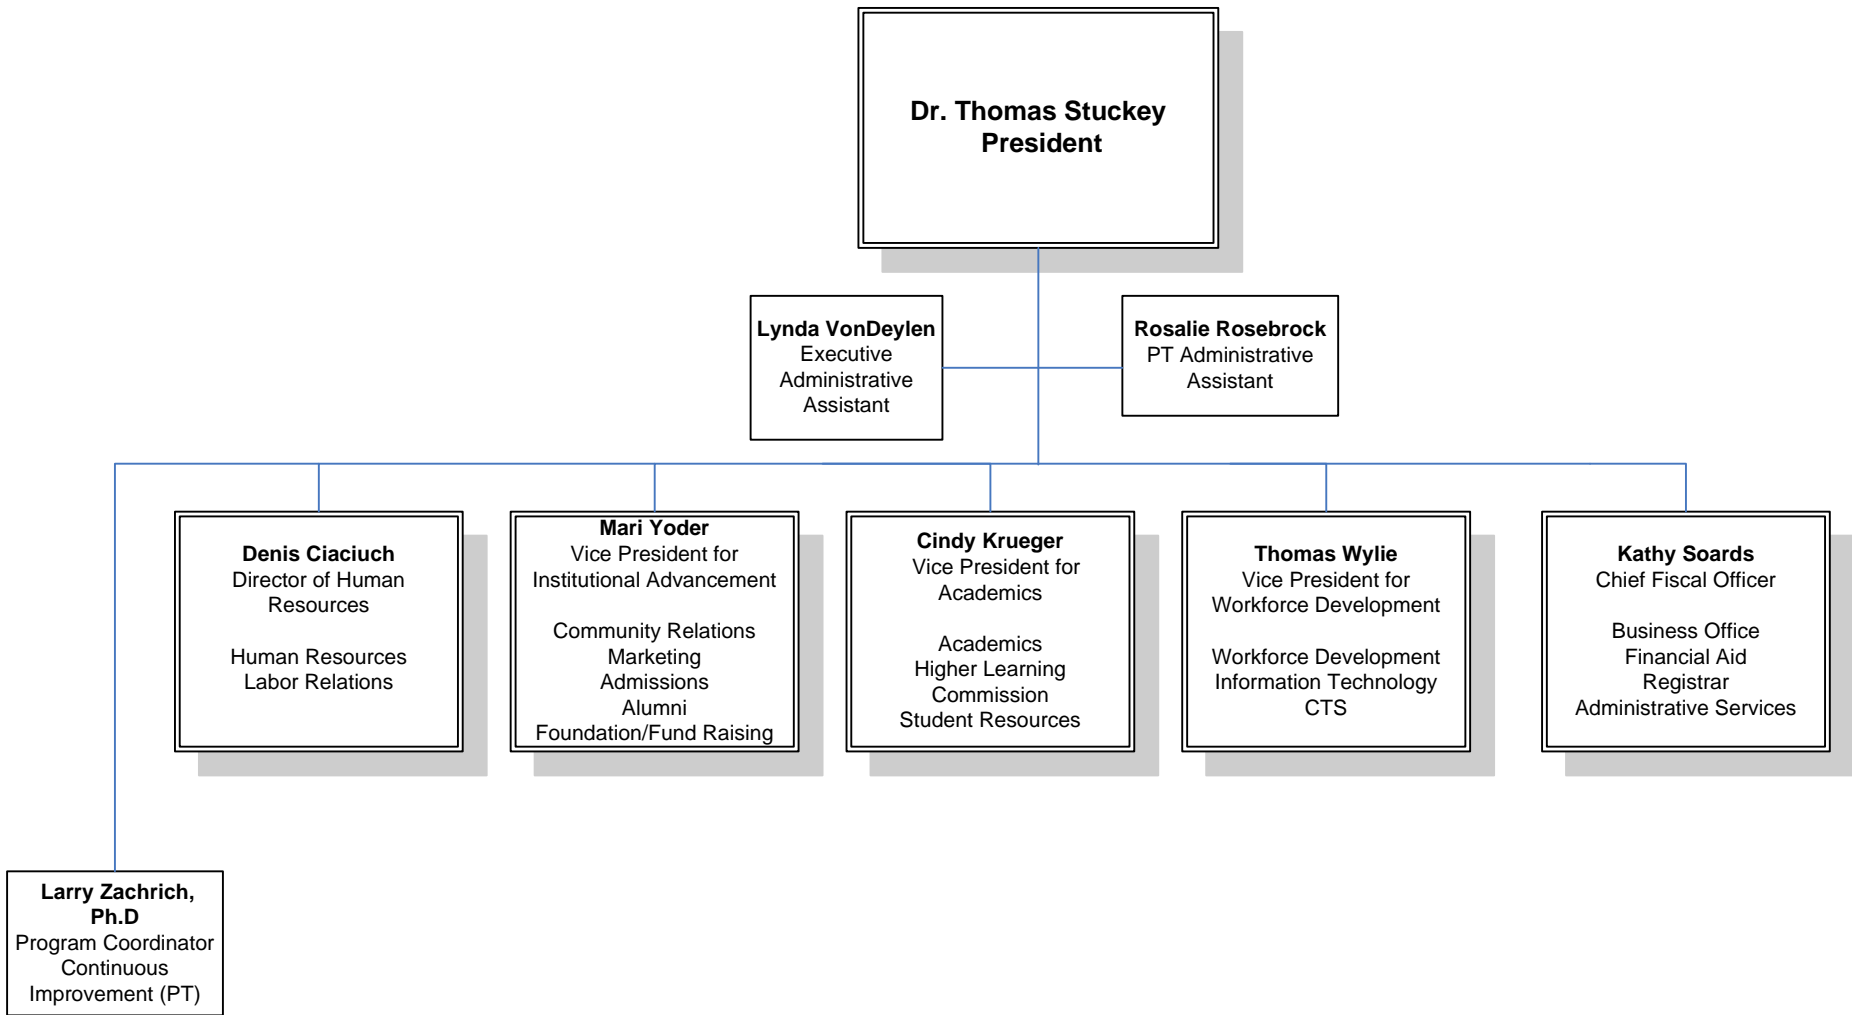 Dr. Thomas Stuckey
President
Lynda VonDeylen
Executive
Administrative
Assistant
Rosalie Rosebrock
PT Administrative
Assistant
Denis Ciaciuch
Director of Human
Resources
Human Resources
Labor Relations
Mari Yoder
Vice President for
Institutional Advancement
Community Relations
Marketing
Admissions
Alumni
Foundation/Fund Raising
Cindy Krueger
Vice President for
Academics
Academics
Higher Learning
Commission
Student Resources
Thomas Wylie
Vice President for
Workforce Development
Workforce Development
Information Technology
CTS
Kathy Soards
Chief Fiscal Officer
Business Office
Financial Aid
Registrar
Administrative Services
Larry Zachrich,
Ph.D
Program Coordinator
Continuous
Improvement (PT)